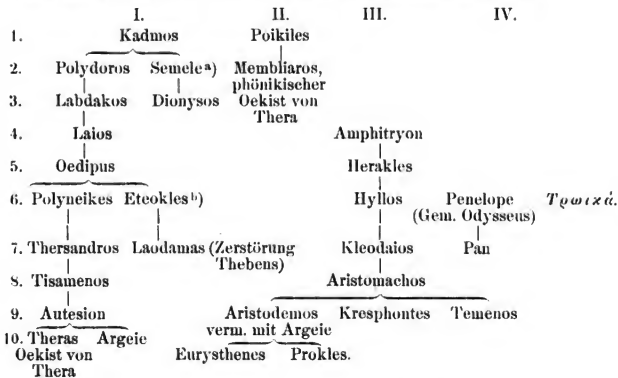 I. II. III. IV.
1. Kadmos Poikiles
2. Polydoros Semele a) Membliaros,
phönikischer
3. Labdakos Dionysos Oekist von
Thera
4. Laios Amphitryon
5. Oedipus Herakles
6. Polyneikes Eteokles b) Hyllos Penelope Τρωικά.
(Gem. Odysseus)
7. Thersandros Laodamas (Zerstörung Kleodaios Pan
Thebens)
8. Tisamenos Aristomachos
9. Autesion Aristodemos Kresphontes Temenos
verm. mit Argeie
10. Theras Argeie
Oekist von Eurysthenes Prokles.
Thera